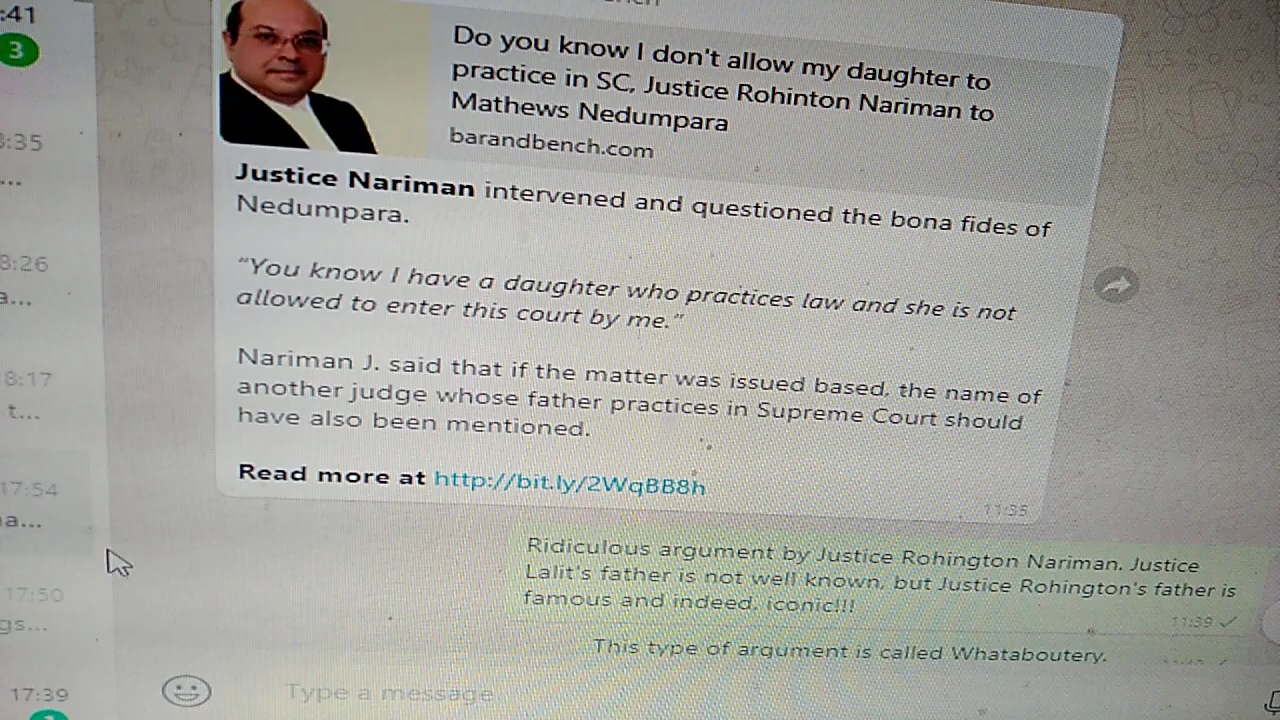 :41
3
Do you know I don't allow my daughter to
practice in SC, Justice Rohinton Nariman to
Mathews Nedumpara
barandbench.com
:35
...
Justice Nariman intervened and questioned the bona fides of
Nedumpara.
8:26
a...
"You know I have a daughter who practices law and she is not
allowed to enter this court by me."
8:17
t...
Nariman J. said that if the matter was issued based, the name of
another judge whose father practices in Supreme Court should
have also been mentioned.
17:54
a...
Read more at http://bit.ly/2WqBB8h
11:35
Ridiculous argument by Justice Rohington Nariman. Justice
Lalit's father is not well known, but Justice Rohington's father is
famous and indeed, iconic!!!
11:39
17:50
gs...
This type of argument is called Whataboutery.
17:39
Type a message